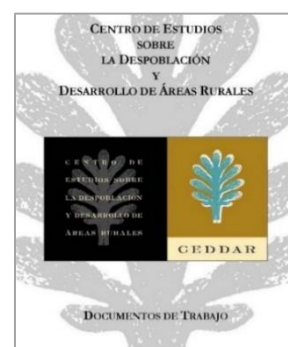 CENTRO DE ESTUDIOS
SOBRE
LA DESPOBLACIÓN
Y
DESARROLLO DE ÁREAS RURALES
CENTRO DE
ESTUDIOS SOBRE
LA DESPOBLACIÓN
Y DESARROLLO DE
ÁREAS RURALES
CEDDAR
DOCUMENTOS DE TRABAJO